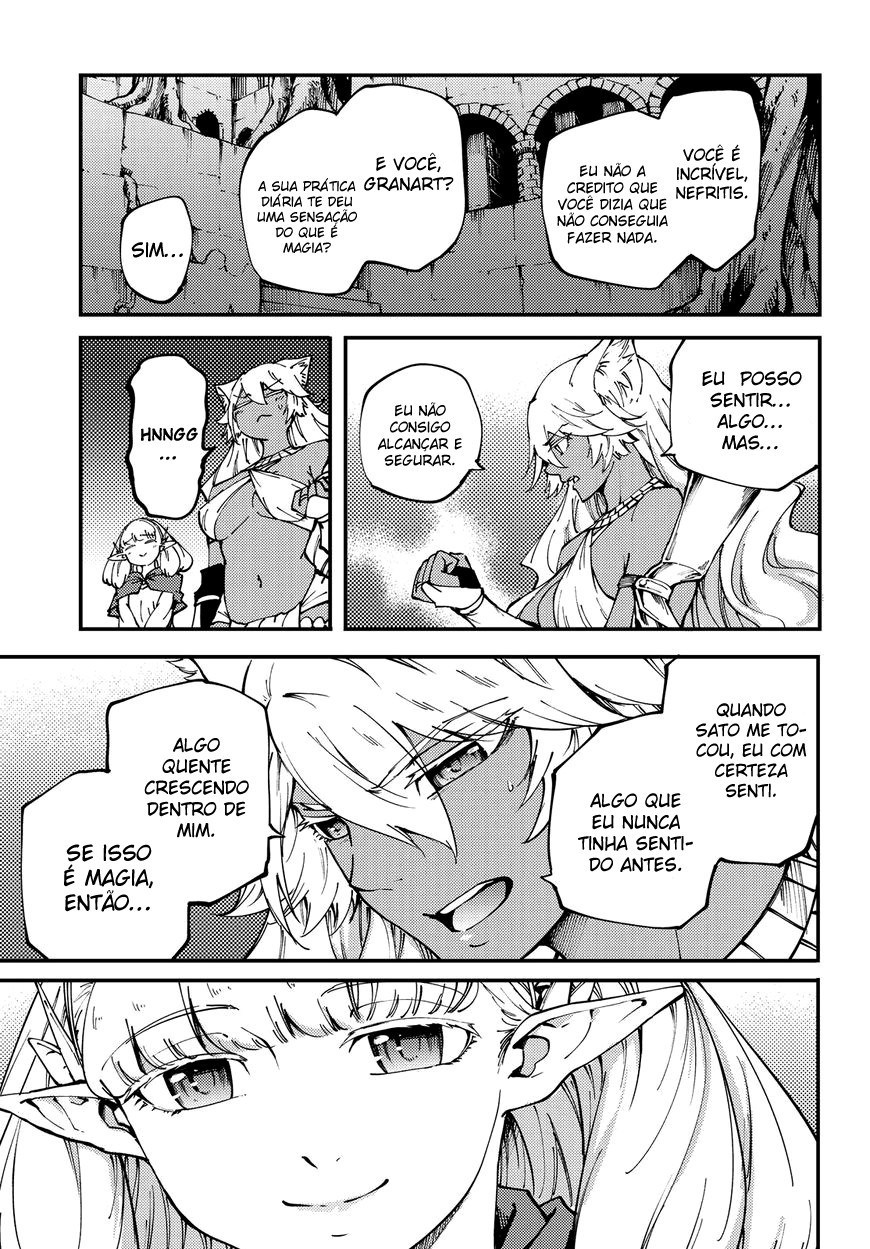 VOCÊ É
INCRÍVEL,
NEFRITIS.
EU NÃO A
CREDITO QUE
VOCÊ DIZIA QUE
NÃO CONSEGUIA
FAZER NADA.
E VOCÊ,
GRANART?
A SUA PRÁTICA
DIÁRIA TE DEU
UMA SENSAÇÃO
DO QUE É
MAGIA?
SIM...
EU POSSO
SENTIR...
ALGO...
MAS...
EU NÃO
CONSIGO
ALCANÇAR E
SEGURAR.
HNNGG
...
QUANDO
SATO ME TO-
COU, EU COM
CERTEZA
SENTI.
ALGO QUE
EU NUNCA
TINHA SENTI-
DO ANTES.
ALGO
QUENTE
CRESCENDO
DENTRO DE
MIM.
SE ISSO
É MAGIA,
ENTÃO...